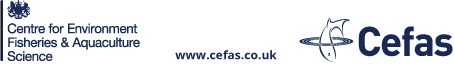 Centre for Environment
Fisheries & Aquaculture
Science
www.cefas.co.uk
Cefas